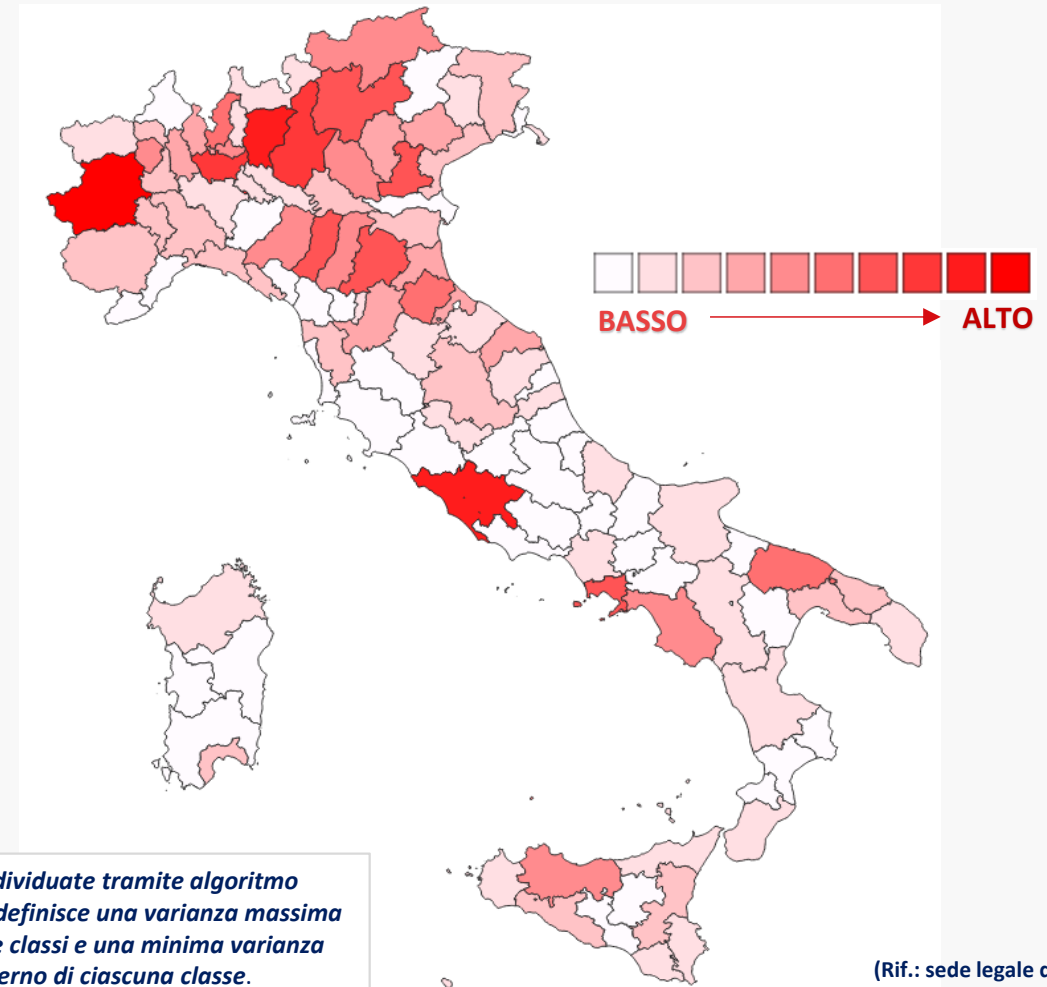 BASSO ALTO
dividuate tramite algoritmo
definisce una varianza massima
classi e una minima varianza
erno di ciascuna classe.
(Rif.: sede legale